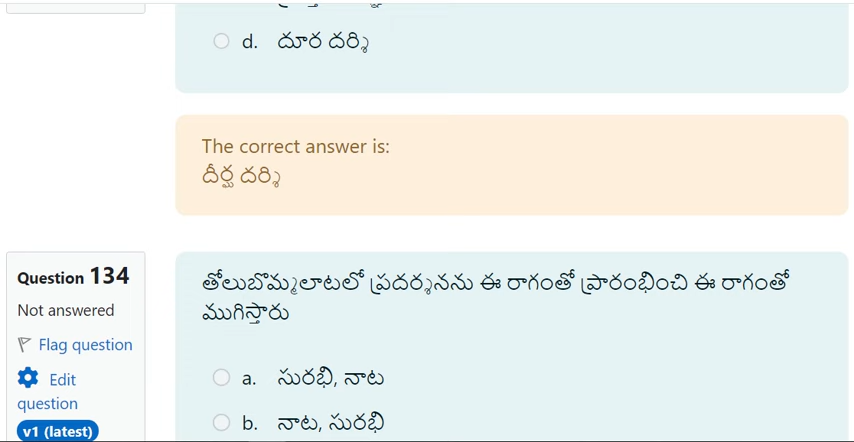 d. దూర దర్శి
The correct answer is:
దీర్ఘ దర్శి
Question 134
Not answered
Flag question
Edit
question
v1 (latest)
తోలుబొమ్మలాటలో ప్రదర్శనను ఈ రాగంతో ప్రారంభించి ఈ రాగంతో
ముగిస్తారు
a. సురభి, నాట
b. నాట, సురభి